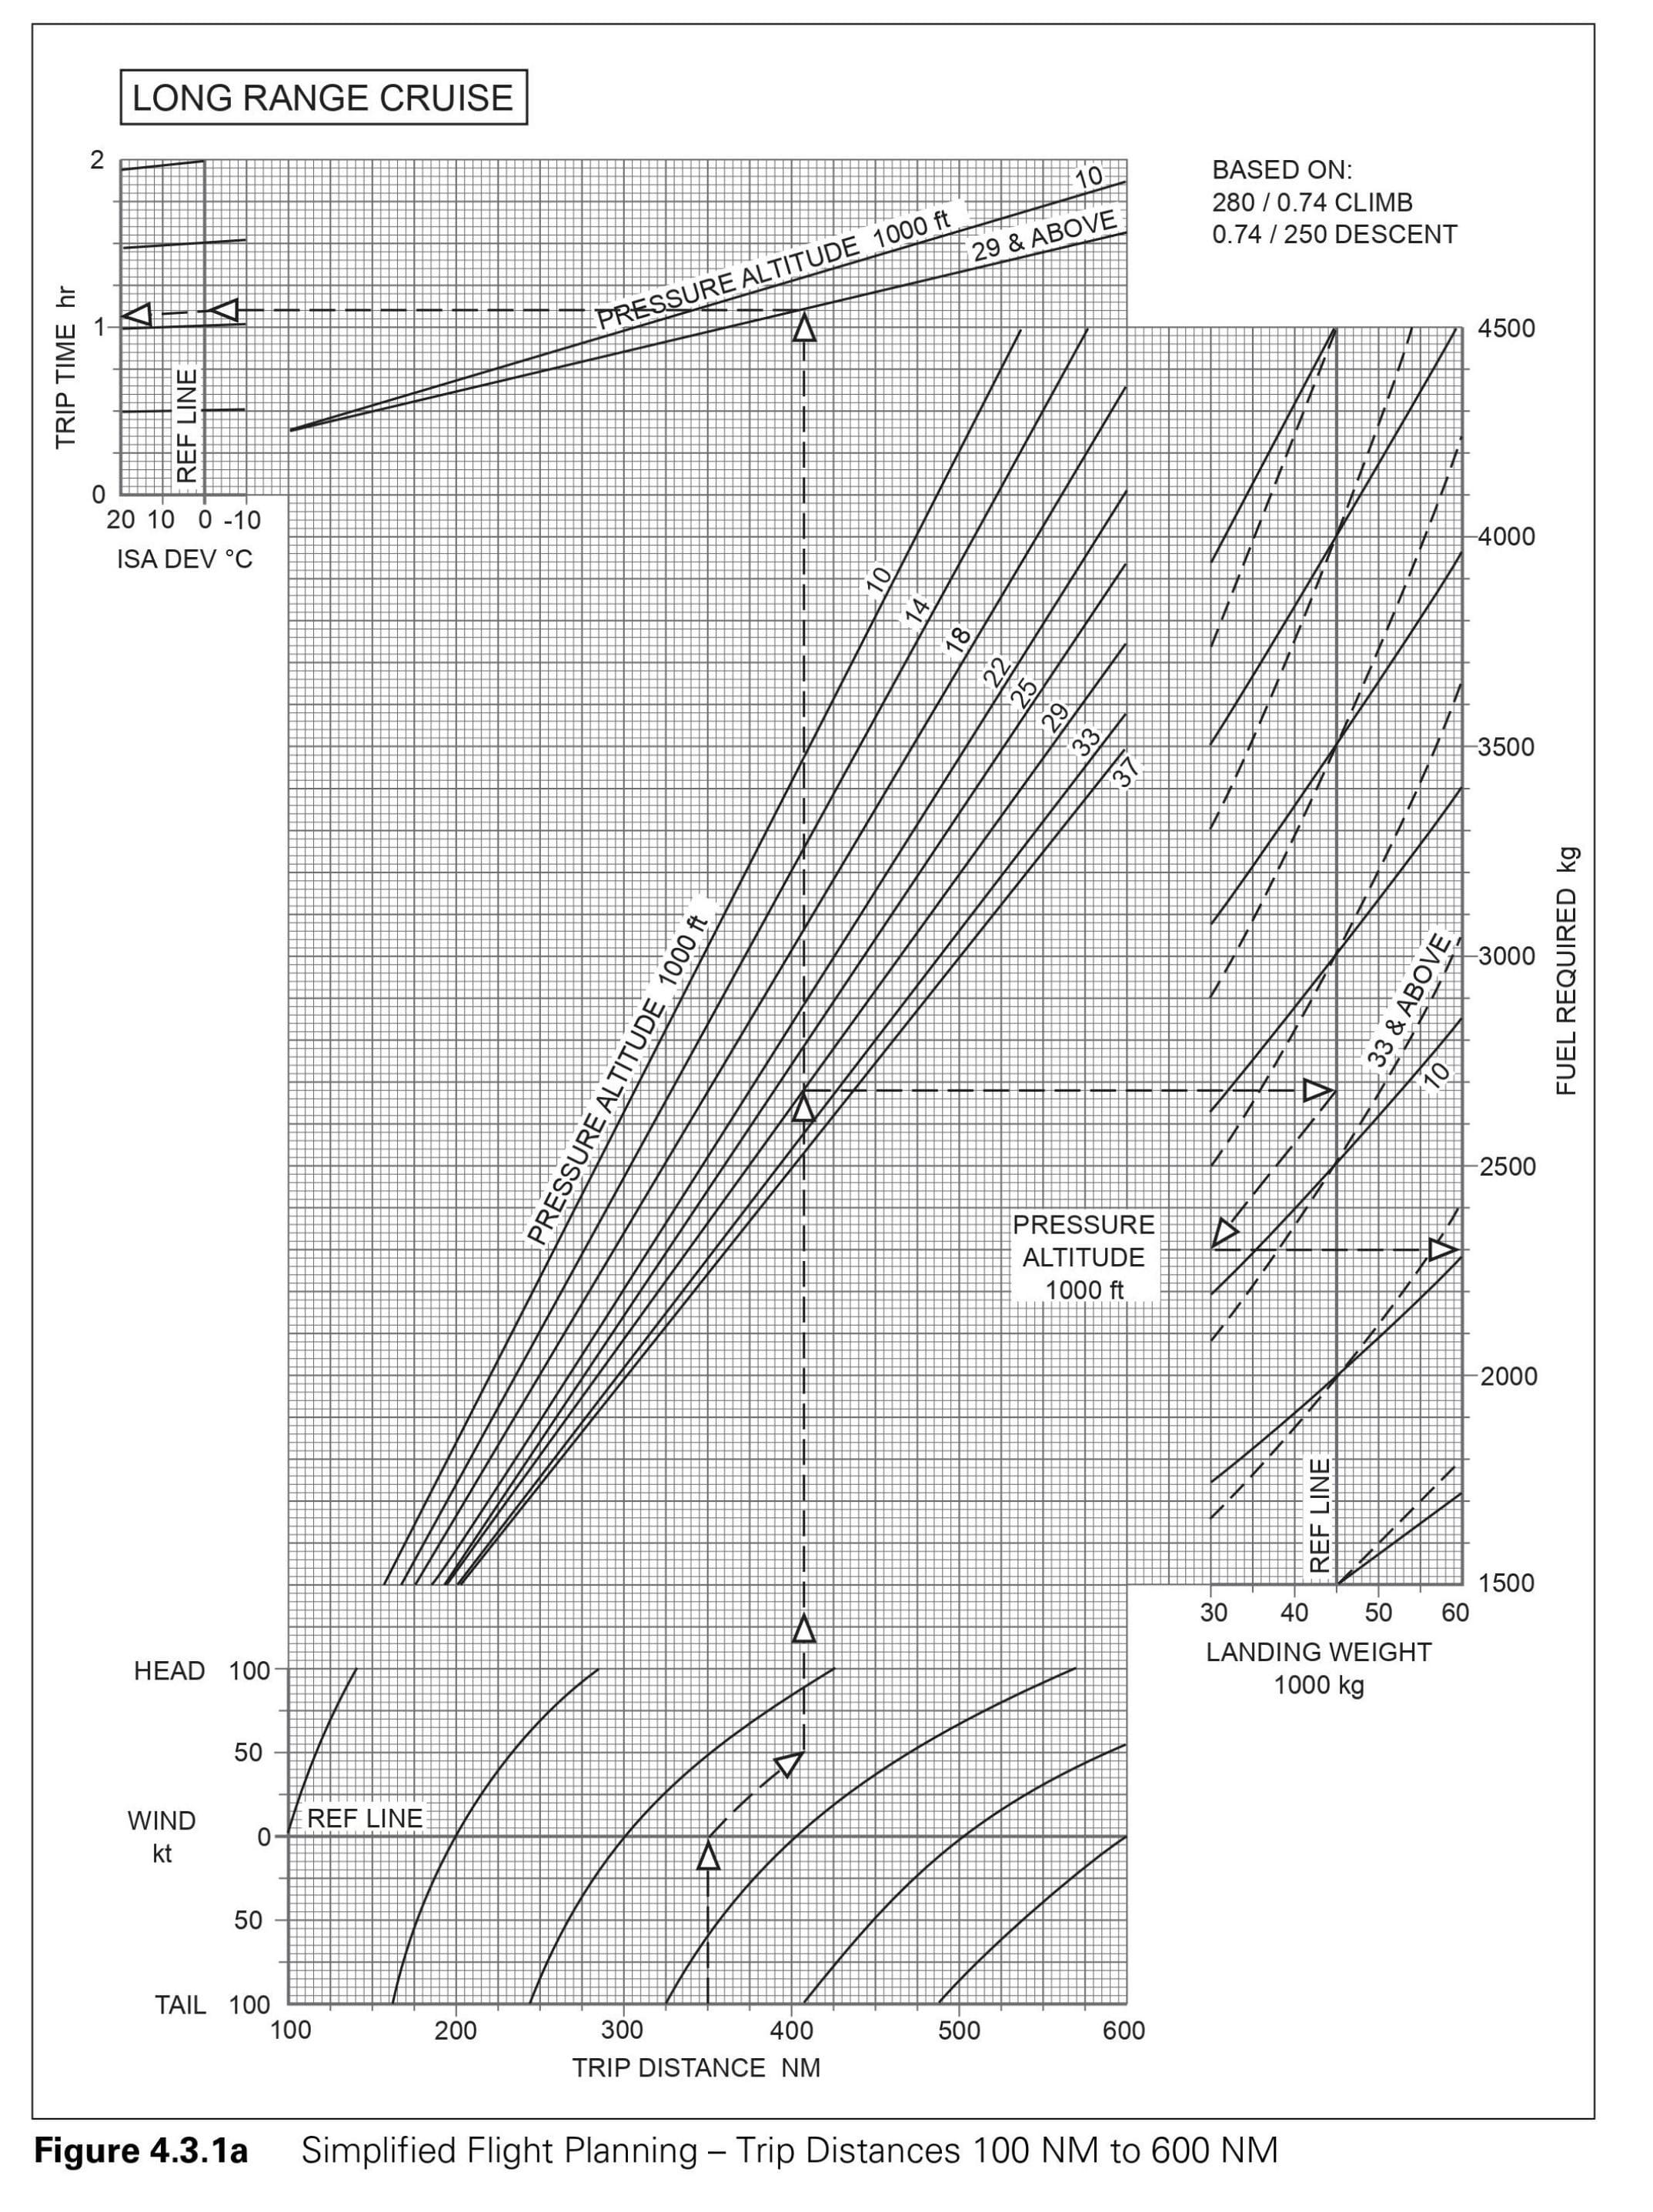 LONG RANGE CRUISE
BASED ON:
280 / 0.74 CLIMB
0.74 / 250 DESCENT
2
1
0
TRIP TIME hr
REF LINE
20 10 0 -10
ISA DEV °C
PRESSURE ALTITUDE 1000 ft
10
29 & ABOVE
4500
4000
3500
3000
2500
2000
1500
FUEL REQUIRED kg
10
14
18
22
25
29
33
37
PRESSURE ALTITUDE 1000 ft
33 & ABOVE
10
PRESSURE
ALTITUDE
1000 ft
REF LINE
30 40 50 60
LANDING WEIGHT
1000 kg
HEAD 100
50
WIND
kt
0
REF LINE
50
TAIL 100
100 200 300 400 500 600
TRIP DISTANCE NM
Figure 4.3.1a Simplified Flight Planning – Trip Distances 100 NM to 600 NM